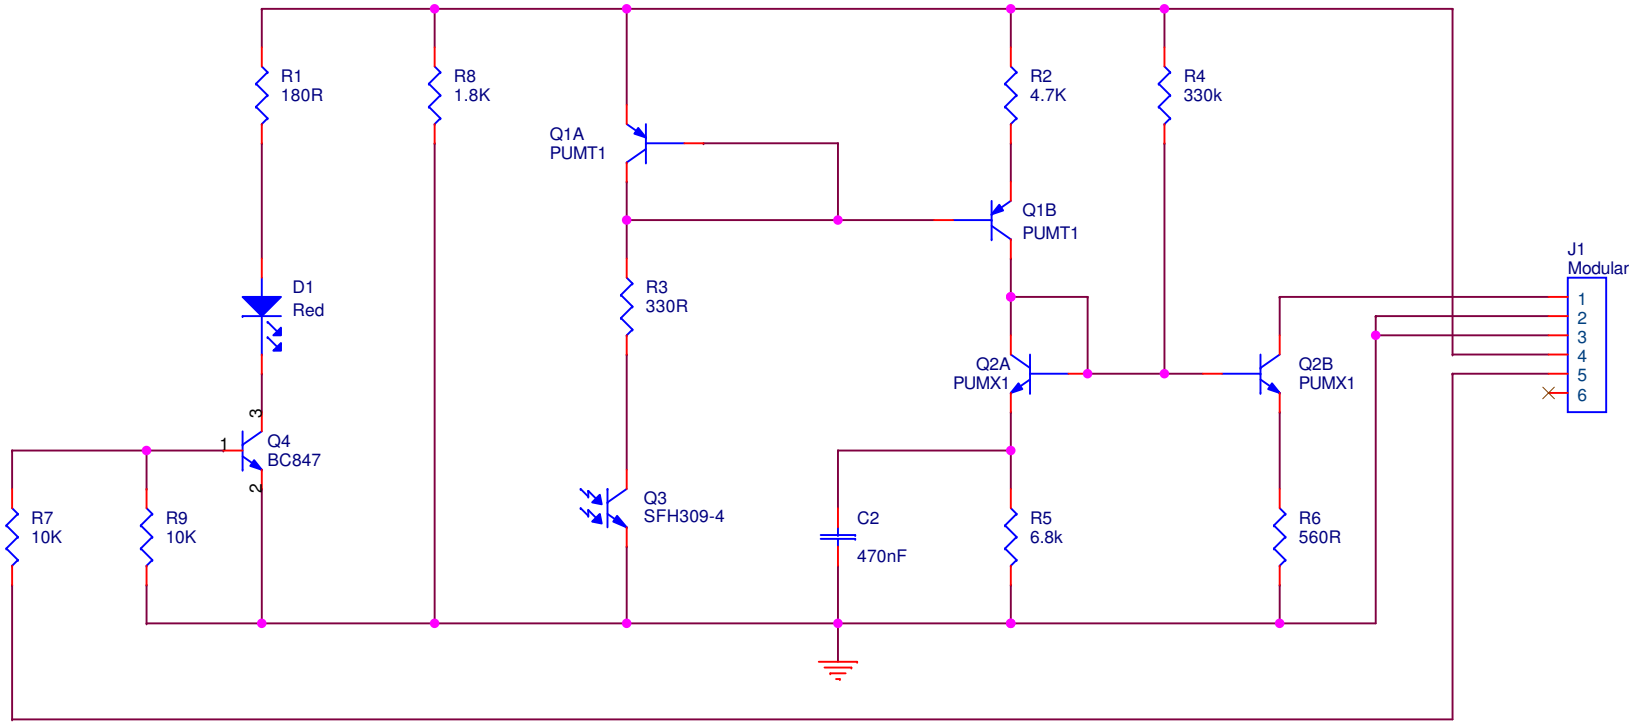 R1
180R
R8
1.8K
R2
4.7K
R4
330k
Q1A
PUMT1
Q1B
PUMT1
J1
Modular
1
2
3
4
5
6
D1
Red
R3
330R
Q2A
PUMX1
Q2B
PUMX1
3
1
Q4
BC847
2
Q3
SFH309-4
R7
10K
R9
10K
C2
470nF
R5
6.8k
R6
560R